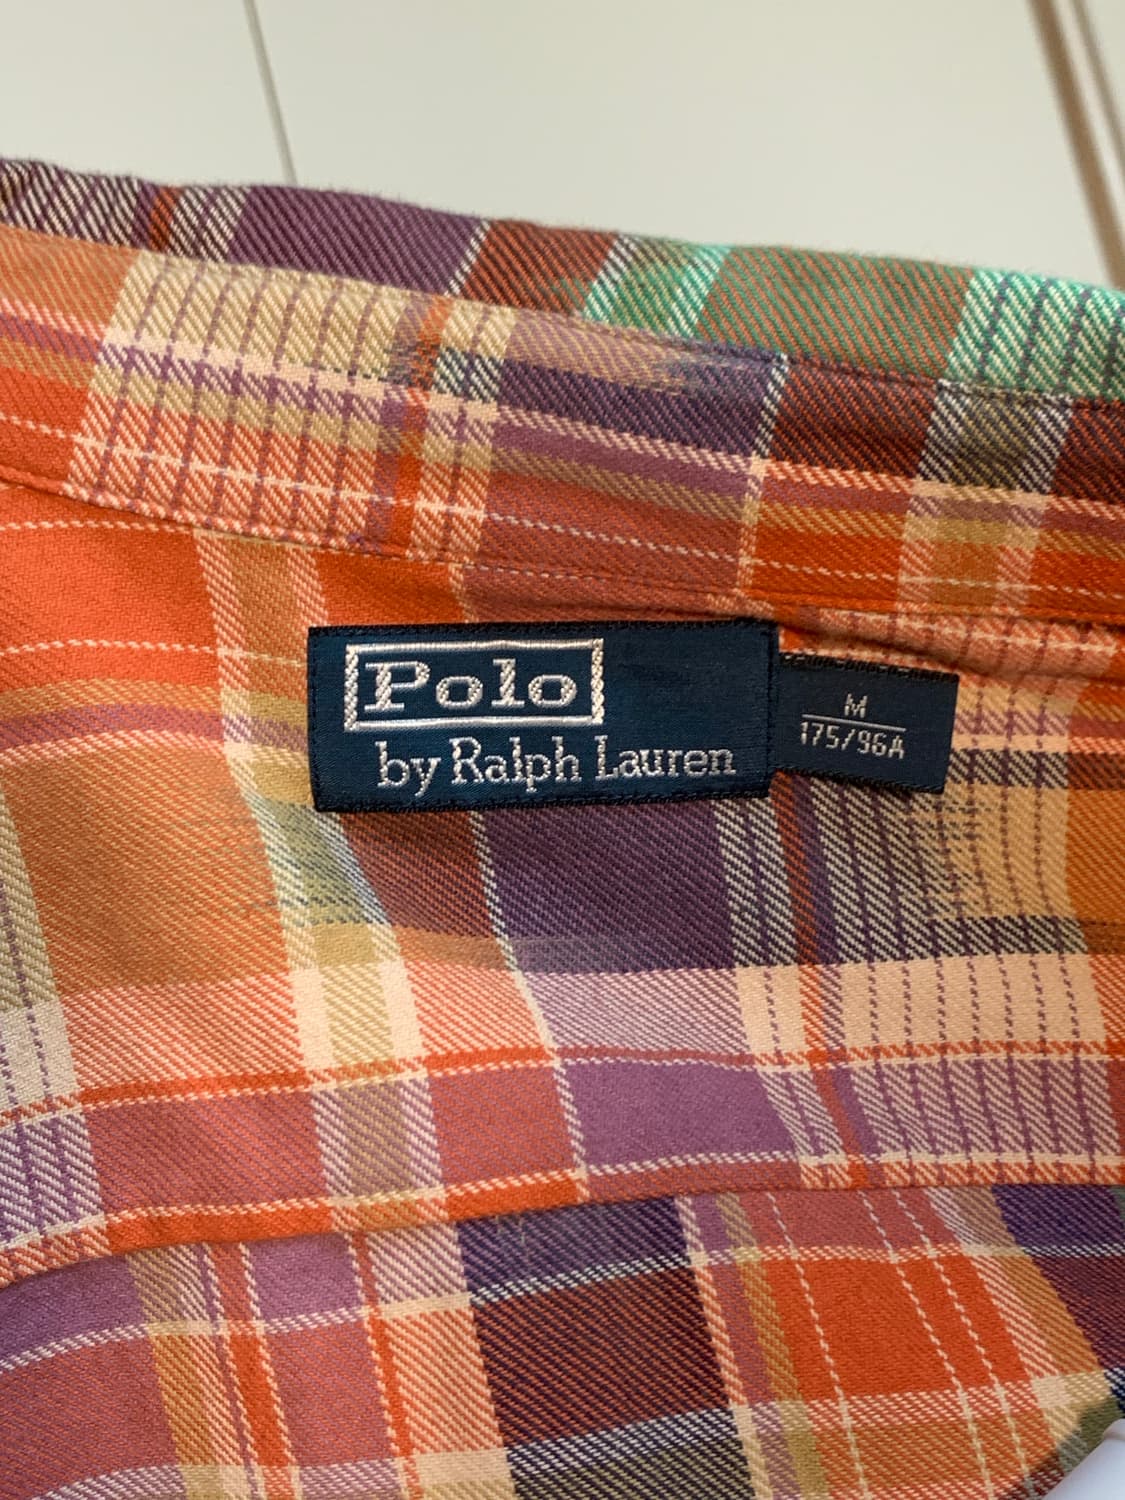 Polo
by Ralph Lauren
M
175/96A